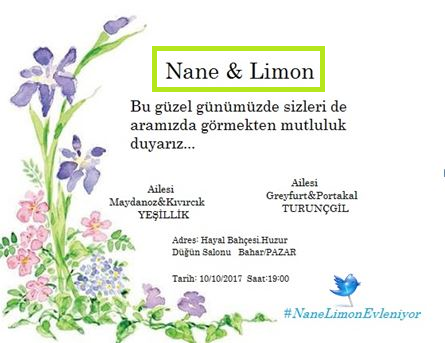 Nane & Limon
Bu güzel günümüzde sizleri de
aramızda görmekten mutluluk
duyarız...
Ailesi
Maydanoz&Kıvırcık
YEŞİLLİK
Ailesi
Greyfurt&Portakal
TURUNÇGİL
Adres: Hayal Bahçesi.Huzur
Düğün Salonu Bahar/PAZAR
Tarih: 10/10/2017 Saat:19:00
#NaneLimonEvleniyor